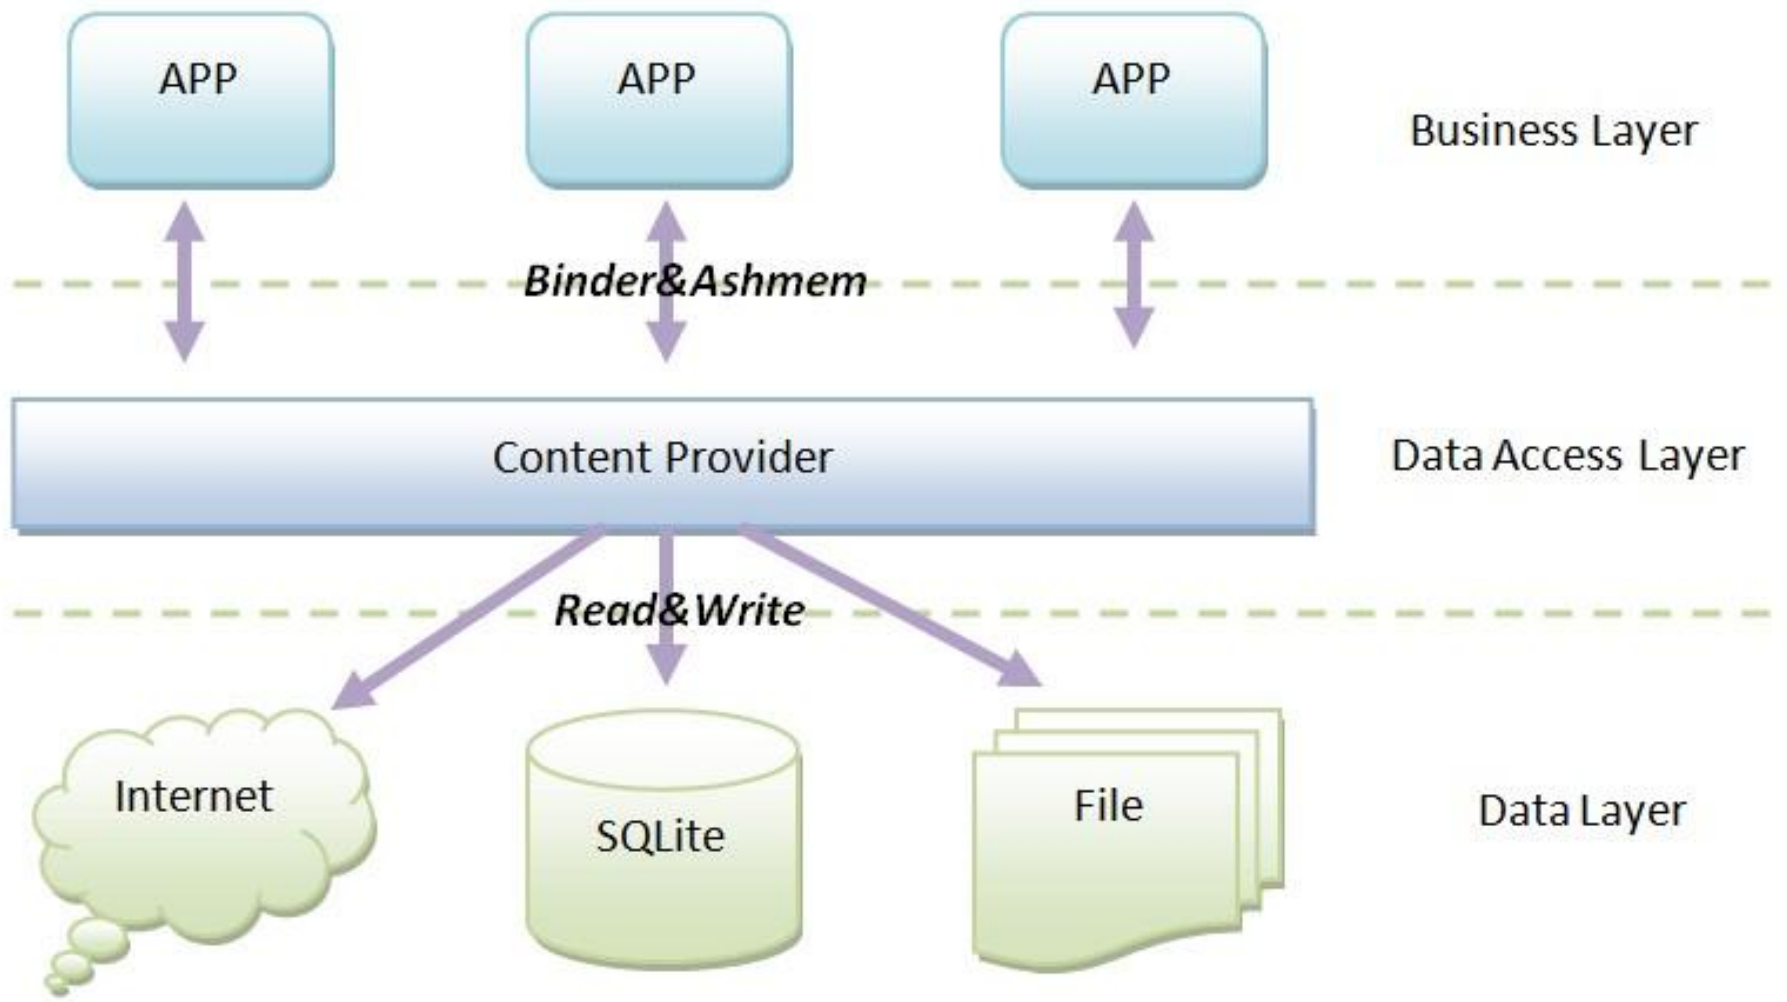 APP
APP
APP
Business Layer
Binder&Ashmem
Content Provider
Data Access Layer
Read&Write
Internet
SQLite
File
Data Layer